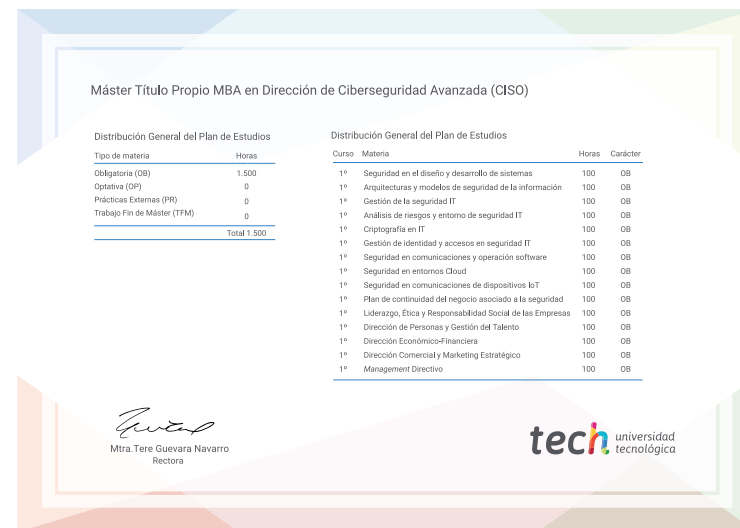 Máster Título Propio MBA en Dirección de Ciberseguridad Avanzada (CISO)
Distribución General del Plan de Estudios
Tipo de materia Horas
Obligatoria (OB) 1.500
Optativa (OP) 0
Prácticas Externas (PR) 0
Trabajo Fin de Máster (TFM) 0
Total 1.500
Distribución General del Plan de Estudios
Curso Materia Horas Carácter
1º Seguridad en el diseño y desarrollo de sistemas 100 OB
1º Arquitecturas y modelos de seguridad de la información 100 OB
1º Gestión de la seguridad IT 100 OB
1º Análisis de riesgos y entorno de seguridad IT 100 OB
1º Criptografía en IT 100 OB
1º Gestión de identidad y accesos en seguridad IT 100 OB
1º Seguridad en comunicaciones y operación software 100 OB
1º Seguridad en entornos Cloud 100 OB
1º Seguridad en comunicaciones de dispositivos IoT 100 OB
1º Plan de continuidad del negocio asociado a la seguridad 100 OB
1º Liderazgo, Ética y Responsabilidad Social de las Empresas 100 OB
1º Dirección de Personas y Gestión del Talento 100 OB
1º Dirección Económico-Financiera 100 OB
1º Dirección Comercial y Marketing Estratégico 100 OB
1º Management Directivo 100 OB
Mtra.Tere Guevara Navarro
Rectora
tech universidad
tecnológica